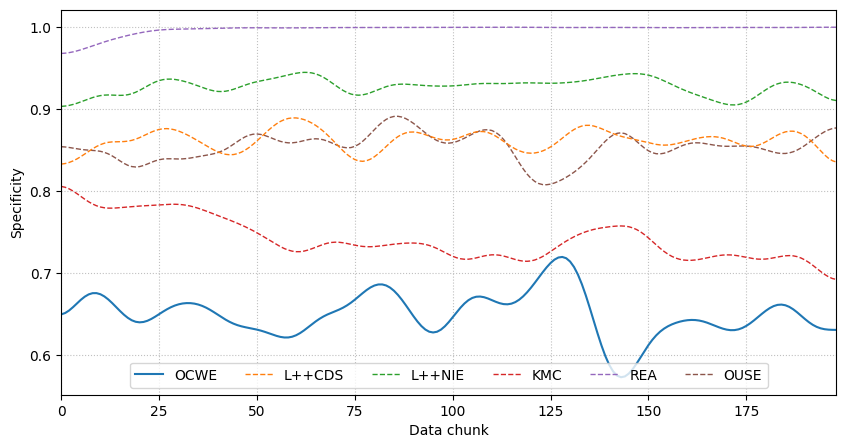 1.0
0.9
0.8
0.7
0.6
Specificity
OCWE L++CDS L++NIE KMC REA OUSE
0 25 50 75 100 125 150 175
Data chunk